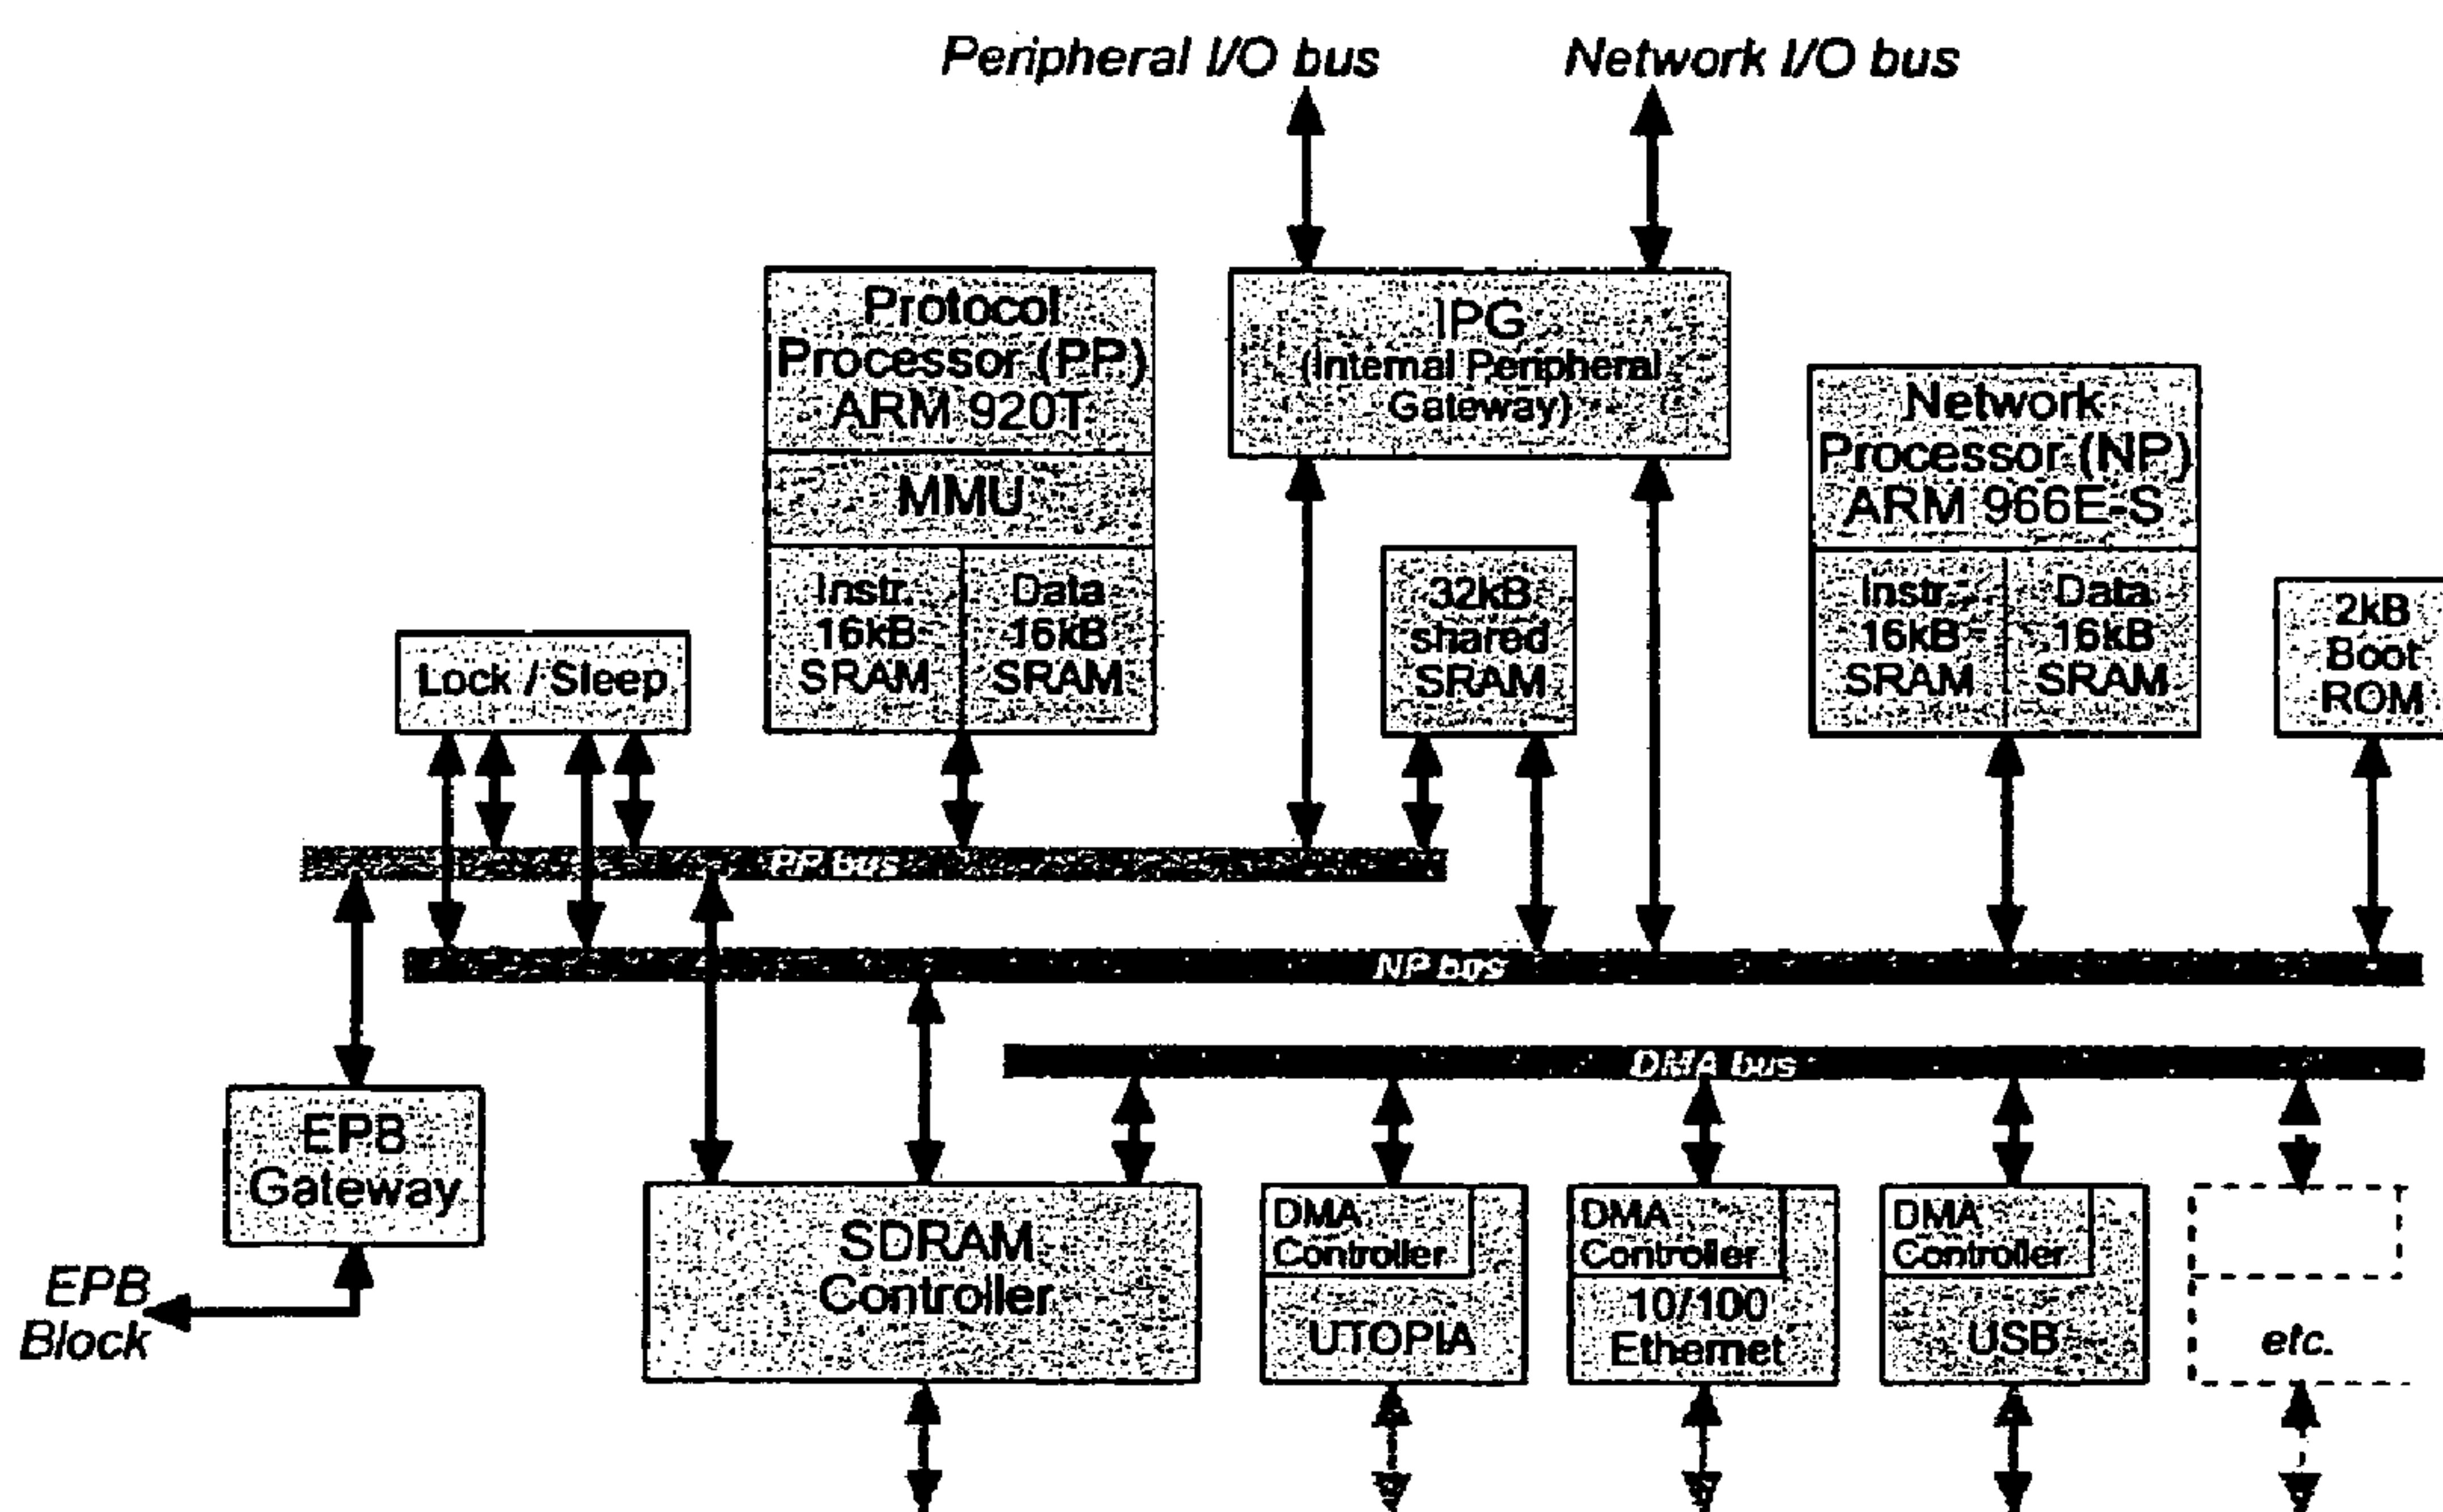 Peripheral I/O bus
Network I/O bus
Protocol
Processor (PP)
ARM 920T
MMU
Instr.
16kB
SRAM
Data
16kB
SRAM
IPG
(Internal Peripheral
Gateway)
Network
Processor (NP)
ARM 966E-S
Instr.
16kB
SRAM
Data
16kB
SRAM
32kB
shared
SRAM
2kB
Boot
ROM
Lock / Sleep
PP bus
NP bus
DMA bus
EPB
Gateway
EPB
Block
SDRAM
Controller
DMA
Controller
UTOPIA
DMA
Controller
10/100
Ethernet
DMA
Controller
USB
etc.